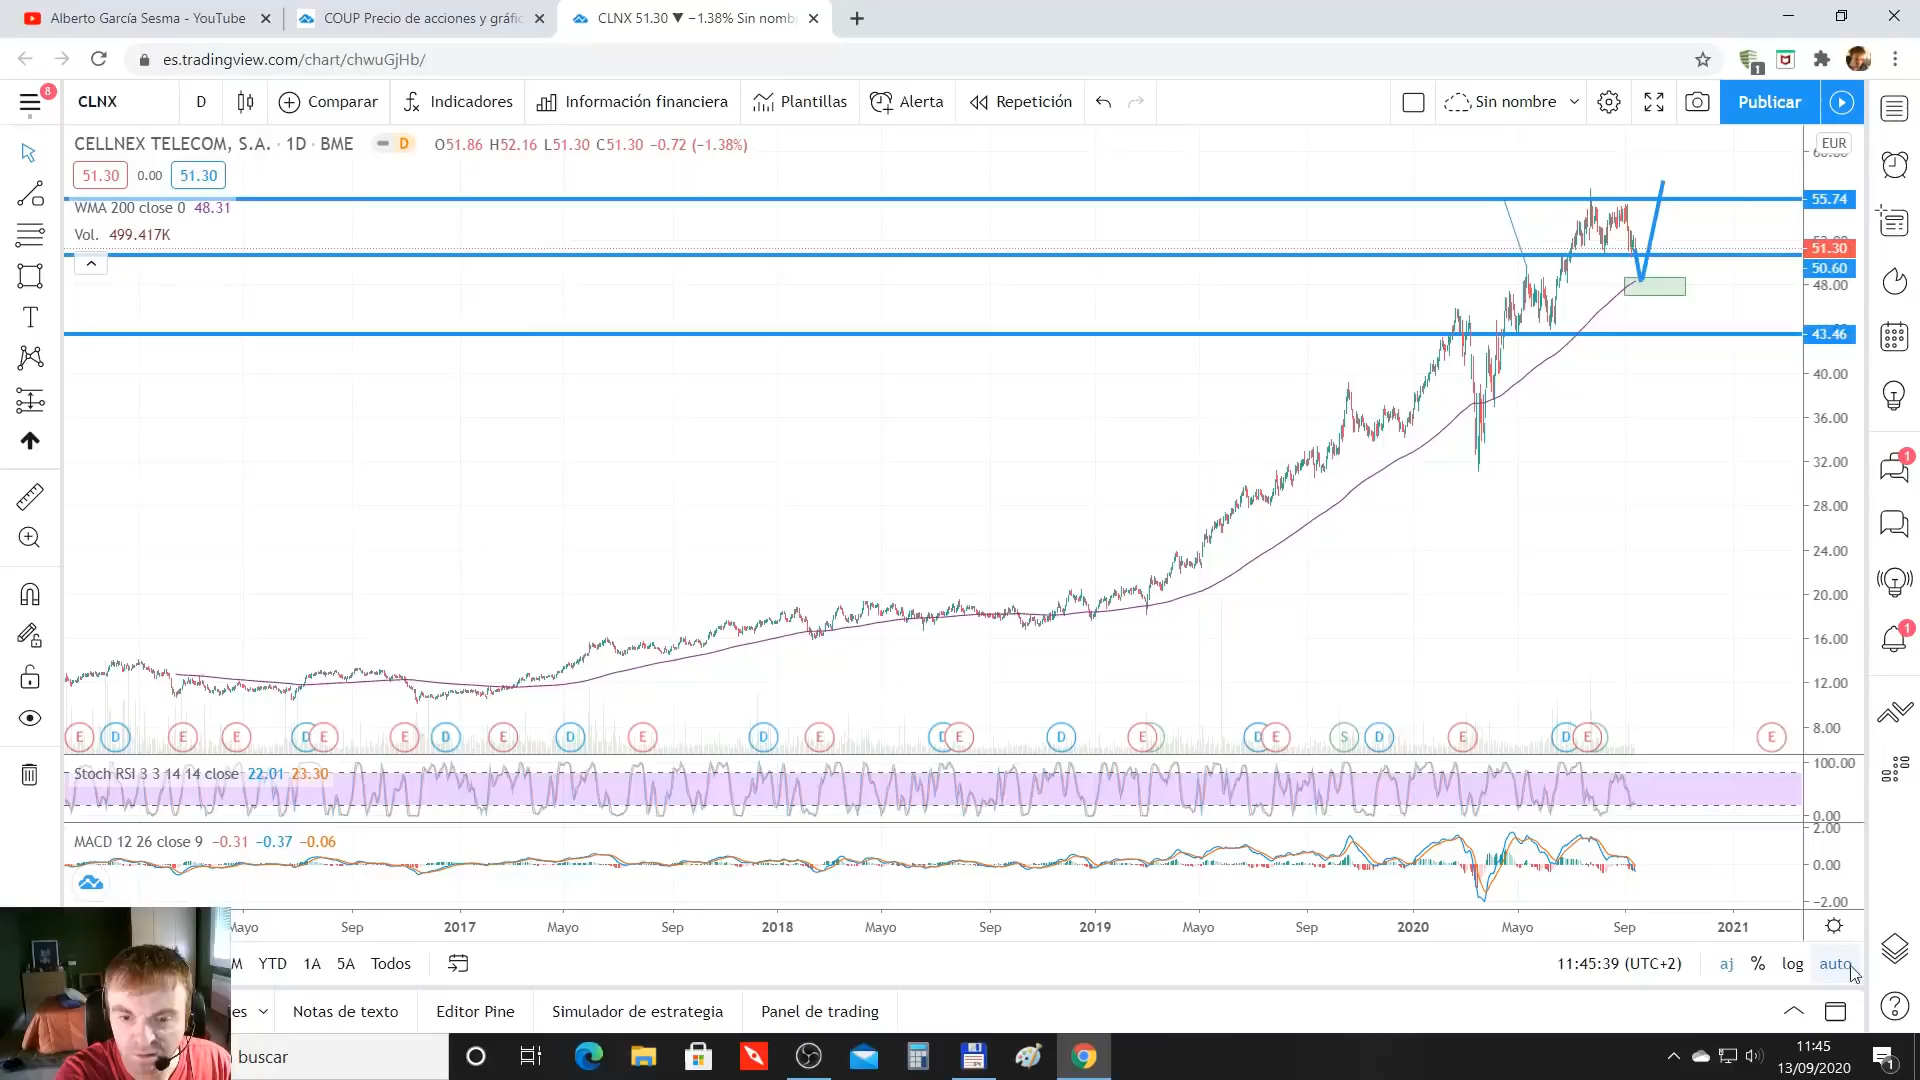 Alberto García Sesma - YouTube
COUP Precio de acciones y gráfic
CLNX 51.30 ▼ −1.38% Sin nomb
es.tradingview.com/chart/chwuGjHb/
1
8
CLNX
D
Comparar
Indicadores
Información financiera
Plantillas
Alerta
Repetición
Sin nombre
Publicar
CELLNEX TELECOM, S.A. · 1D · BME
D
O51.86 H52.16 L51.30 C51.30 −0.72 (−1.38%)
EUR
51.30
0.00
51.30
WMA 200 close 0 48.31
Vol. 499.417K
55.74
51.30
50.60
48.00
43.46
40.00
36.00
32.00
28.00
24.00
20.00
16.00
12.00
8.00
E D E E D E E D E D E D E D E D E E D E S D E D E E
Stoch RSI 3 3 14 14 close 22.01 23.30
100.00
0.00
MACD 12 26 close 9 −0.31 −0.37 −0.06
2.00
0.00
−2.00
Mayo Sep 2017 Mayo Sep 2018 Mayo Sep 2019 Mayo Sep 2020 Mayo Sep 2021
M YTD 1A 5A Todos
11:45:39 (UTC+2)
aj % log auto
es
Notas de texto
Editor Pine
Simulador de estrategia
Panel de trading
1
1
buscar
11:45
13/09/2020
1